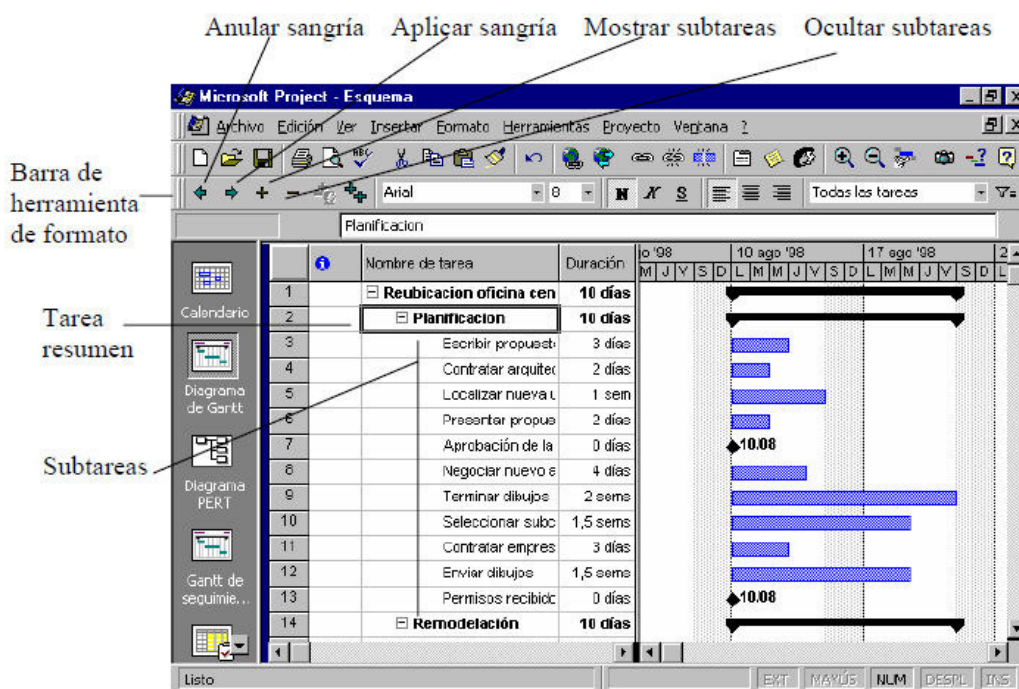 Anular sangría Aplicar sangría Mostrar subtareas Ocultar subtareas
Microsoft Project - Esquema
Archivo Edición Ver Insertar Formato Herramientas Proyecto Ventana ?
Barra de
herramienta
de formato
Arial 8 N K S Todas las tareas
Planificacion
Nombre de tarea Duración
10 ago '98 17 ago '98
M J V S D L M M J V S D L M M J V S D L
Calendario
Diagrama
de Gantt
Diagrama
PERT
Gantt de
seguimie...
Tarea
resumen
Subtareas
1 Reubicacion oficina cen 10 días
2 Planificacion 10 días
3 Escribir propuest 3 días
4 Contratar arquitec 2 días
5 Localizar nueva u 1 sem
6 Presentar propue 2 días
7 Aprobación de la 0 días 10.08
8 Negociar nuevo a 4 días
9 Terminar dibujos 2 sems
10 Seleccionar subc 1,5 sems
11 Contratar empres 3 días
12 Enviar dibujos 1,5 sems
13 Permisos recibidc 0 días 10.08
14 Remodelación 10 días
Listo EXT MAYÚS NUM DESPL INS